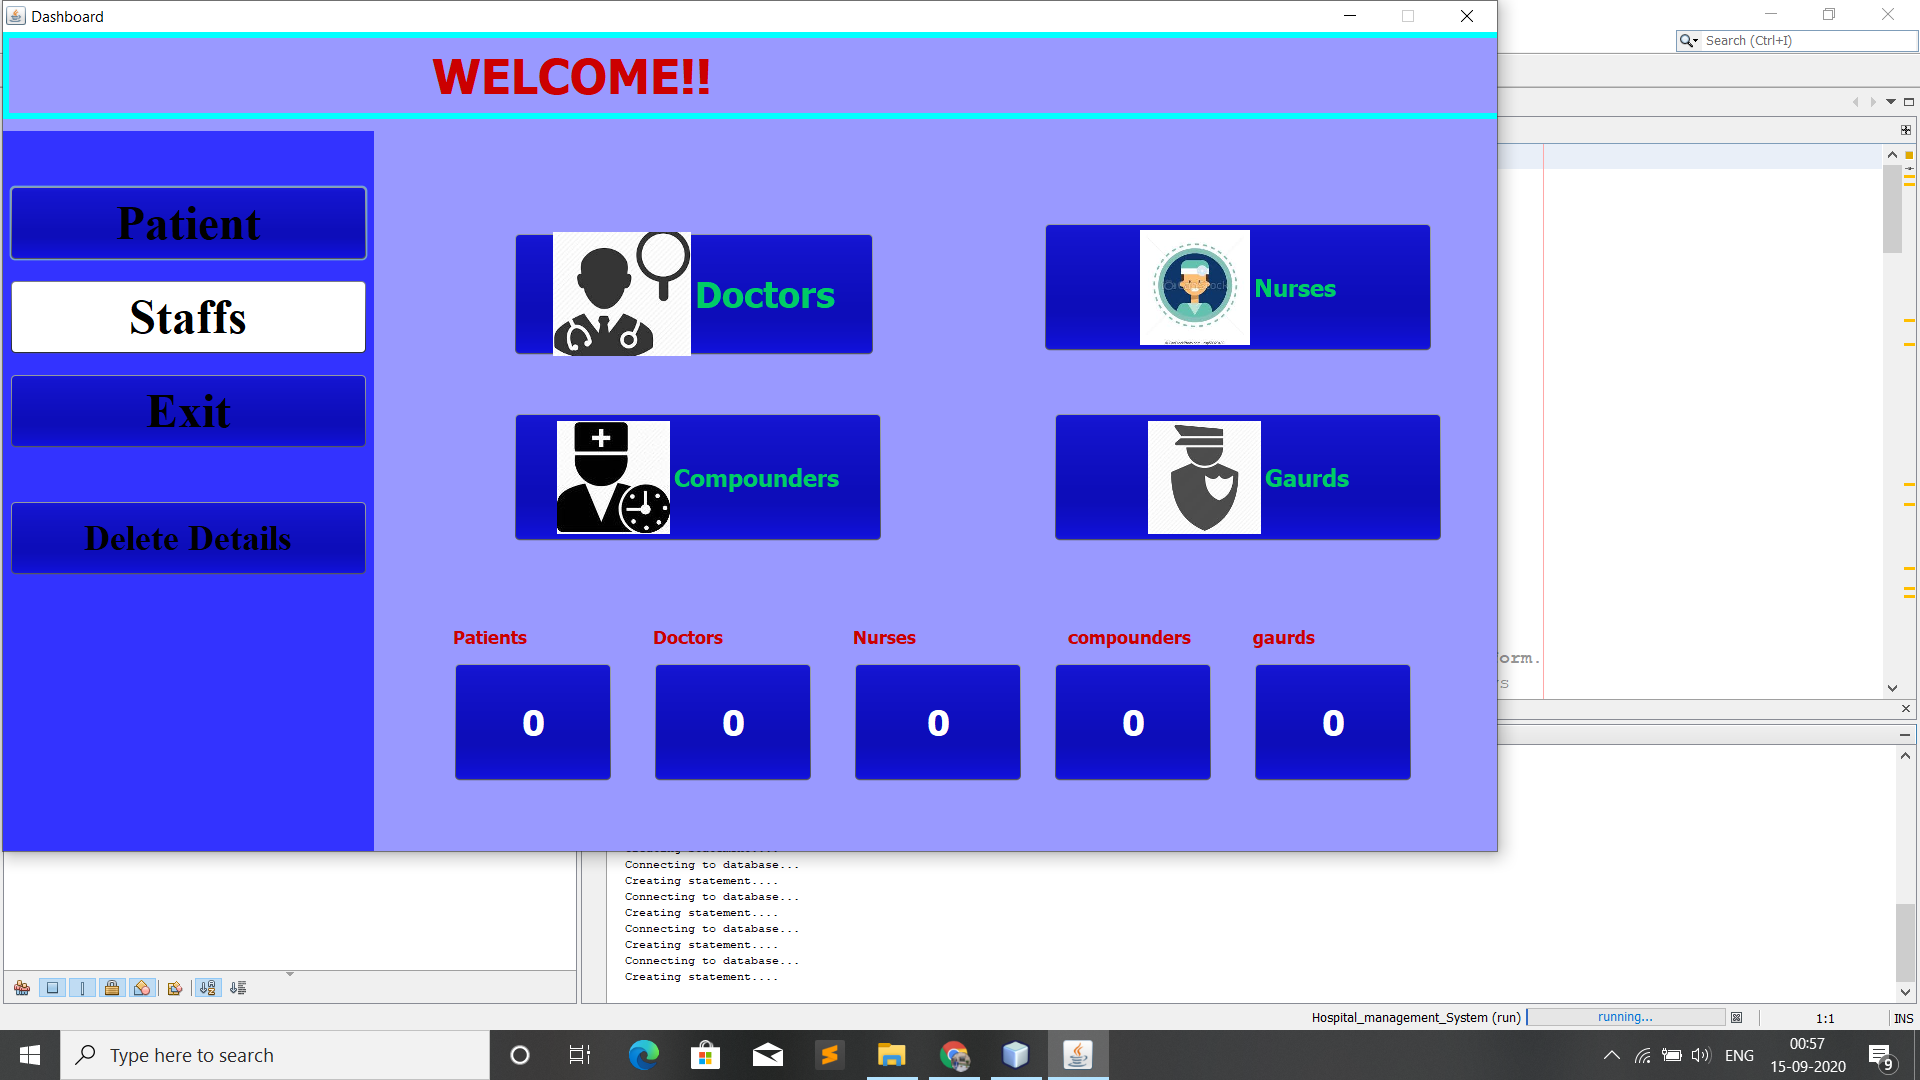 Dashboard
Search (Ctrl+I)
WELCOME!!
Patient
Staffs
Exit
Delete Details
Doctors
Nurses
Compounders
Gaurds
Patients
Doctors
Nurses
compounders
gaurds
0
0
0
0
0
orm.
s
Connecting to database...
Creating statement....
Connecting to database...
Creating statement....
Connecting to database...
Creating statement....
Connecting to database...
Creating statement....
Hospital_management_System (run)
running...
1:1
INS
Type here to search
ENG
00:57
15-09-2020
9